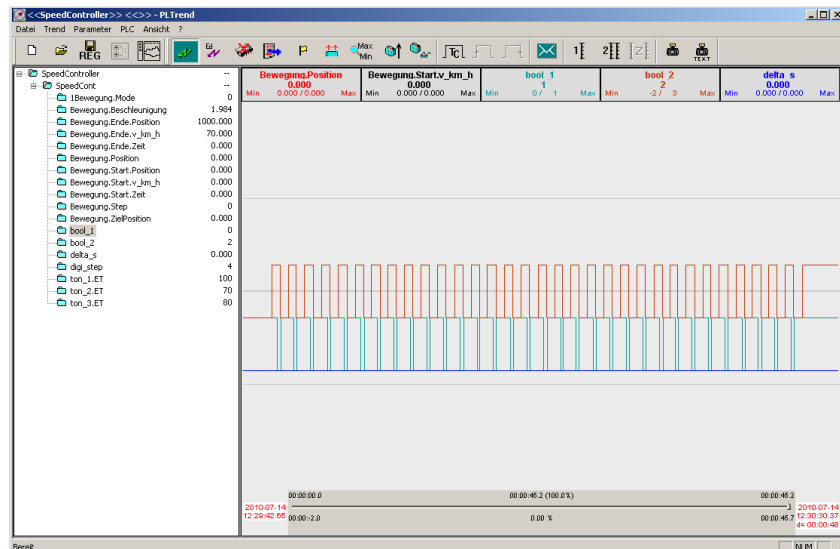 <<SpeedController>> <<>> - PLTrend
Datei Trend Parameter PLC Ansicht ?
REG Ed Max Min TC 1 2 z TEXT
SpeedController --
SpeedCont --
1Bewegung.Mode 0
Bewegung.Beschleunigung 1.984
Bewegung.Ende.Position 1000.000
Bewegung.Ende.v_km_h 70.000
Bewegung.Ende.Zeit 0.000
Bewegung.Position 0.000
Bewegung.Start.Position 0.000
Bewegung.Start.v_km_h 0.000
Bewegung.Start.Zeit 0.000
Bewegung.Step 0
Bewegung.ZielPosition 0.000
bool_1 0
bool_2 2
delta_s 0.000
digi_step 4
ton_1.ET 100
ton_2.ET 70
ton_3.ET 80
Bewegung.Position Bewegung.Start.v_km_h bool_1 bool_2 delta_s
0.000 0.000 1 2 0.000
Min 0.000 / 0.000 Max Min 0.000 / 0.000 Max Min 0 / 1 Max Min -2 / 3 Max Min 0.000 / 0.000 Max
00:00:00.0 00:00:45.2 (100.0%) 00:00:45.2
2010-07-14 2010-07-14
12:29:42.65 00:00:-2.0 0.00 % 00:00:45.7 12:30:30.37
d= 00:00:48
Bereit NUM